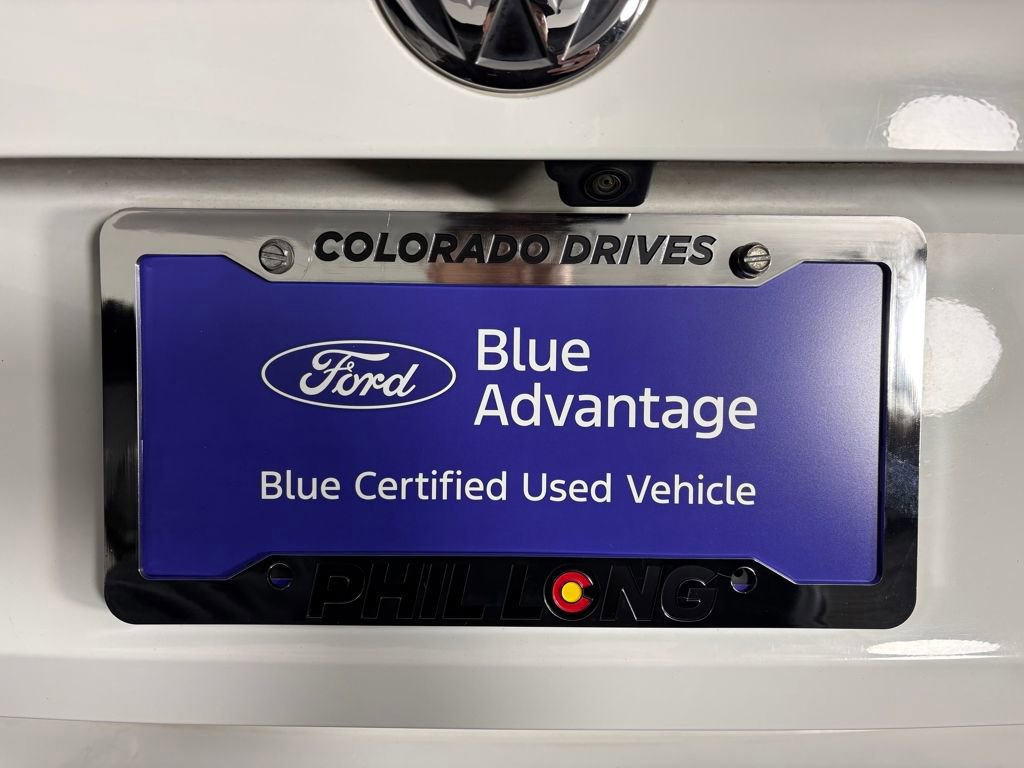 COLORADO DRIVES
Ford
Blue
Advantage
Blue Certified Used Vehicle
PHIL LONG